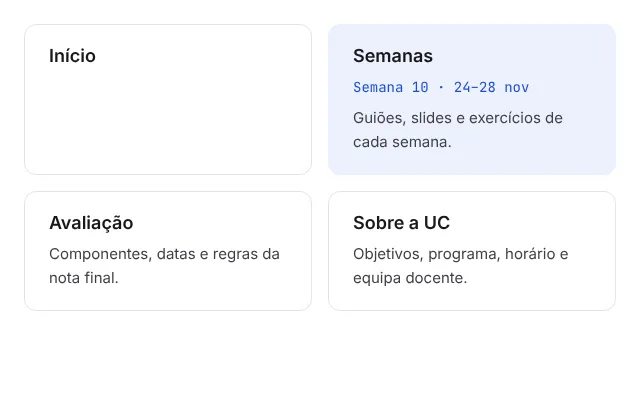 Início
Semanas
Semana 10 · 24–28 nov
Guiões, slides e exercícios de
cada semana.
Avaliação
Componentes, datas e regras da
nota final.
Sobre a UC
Objetivos, programa, horário e
equipa docente.